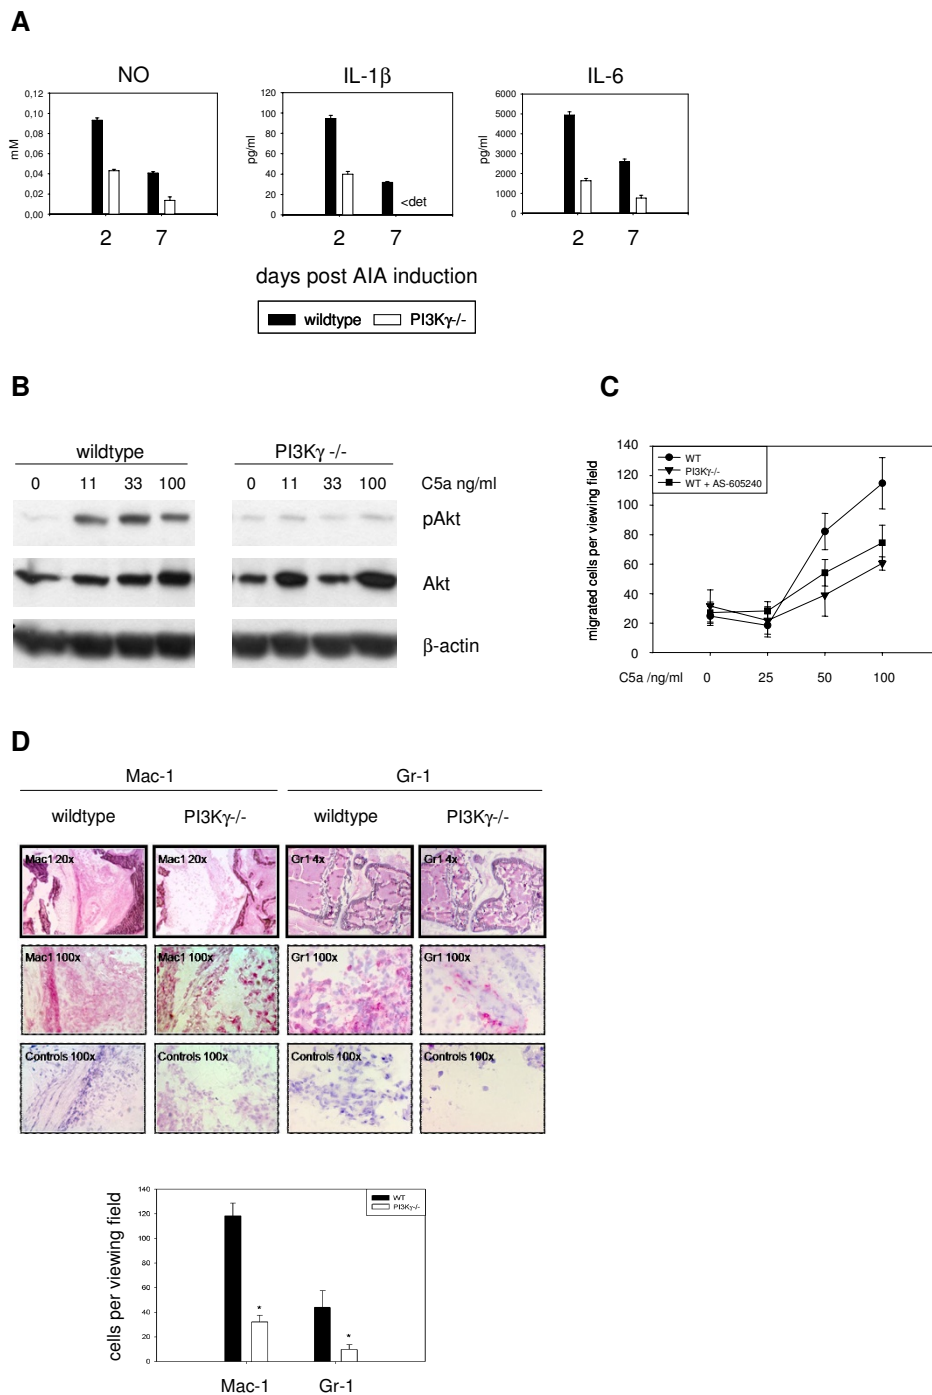 A
NO
0,12
0,10
0,08
0,06
0,04
0,02
0,00
mM
2 7
IL-1β
120
100
80
60
40
20
0
pg/ml
<det
2 7
IL-6
6000
5000
4000
3000
2000
1000
0
pg/ml
2 7
days post AIA induction
wildtype PI3Kγ-/-
B
wildtype PI3Kγ -/-
0 11 33 100 0 11 33 100 C5a ng/ml
pAkt
Akt
β-actin
C
140
120
100
80
60
40
20
0
migrated cells per viewing field
WT
PI3Kγ-/-
WT + AS-605240
C5a /ng/ml 0 25 50 100
D
Mac-1 Gr-1
wildtype PI3Kγ-/- wildtype PI3Kγ-/-
Mac1 20x Mac1 20x Gr1 4x Gr1 4x
Mac1 100x Mac1 100x Gr1 100x Gr1 100x
Controls 100x Controls 100x Controls 100x Controls 100x
140
120
100
80
60
40
20
0
cells per viewing field
WT
PI3Kγ-/-
* *
Mac-1 Gr-1